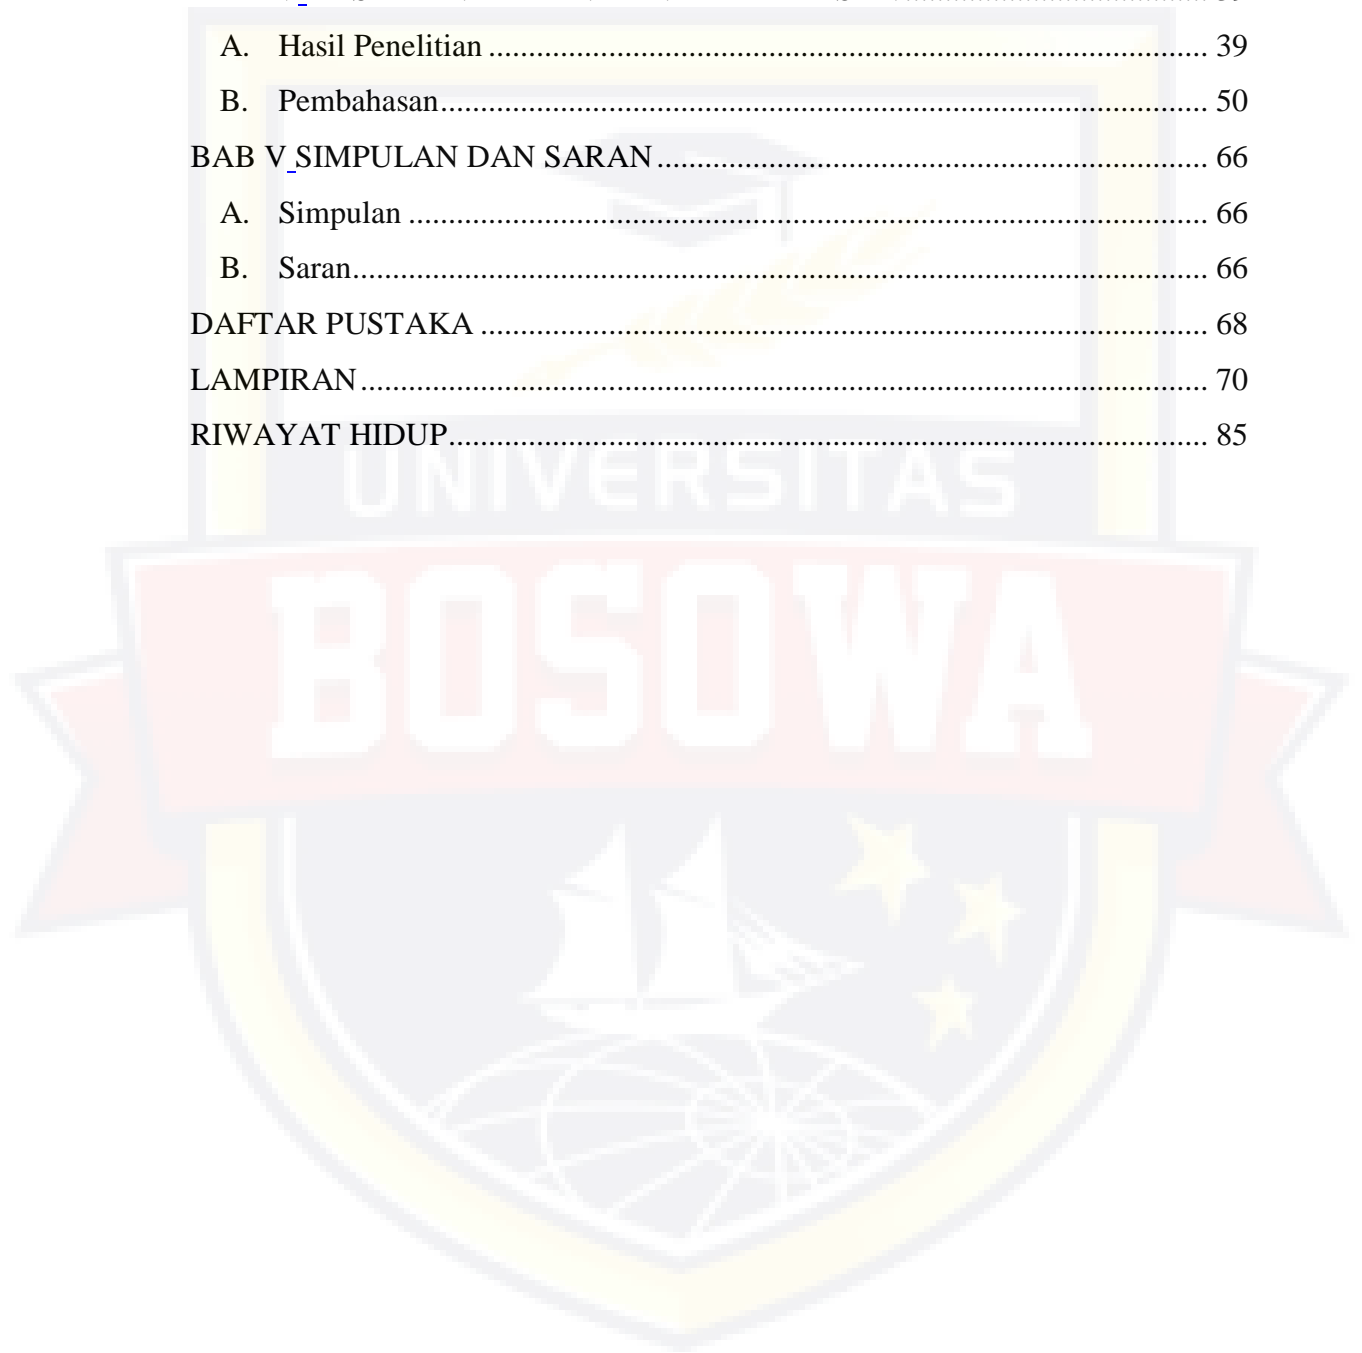 A. Hasil Penelitian ........................................................................................... 39
B. Pembahasan................................................................................................. 50
BAB V SIMPULAN DAN SARAN ...................................................................... 66
A. Simpulan ..................................................................................................... 66
B. Saran............................................................................................................ 66
DAFTAR PUSTAKA ............................................................................................ 68
LAMPIRAN........................................................................................................... 70
RIWAYAT HIDUP................................................................................................ 85
UNIVERSITAS
BOSOWA